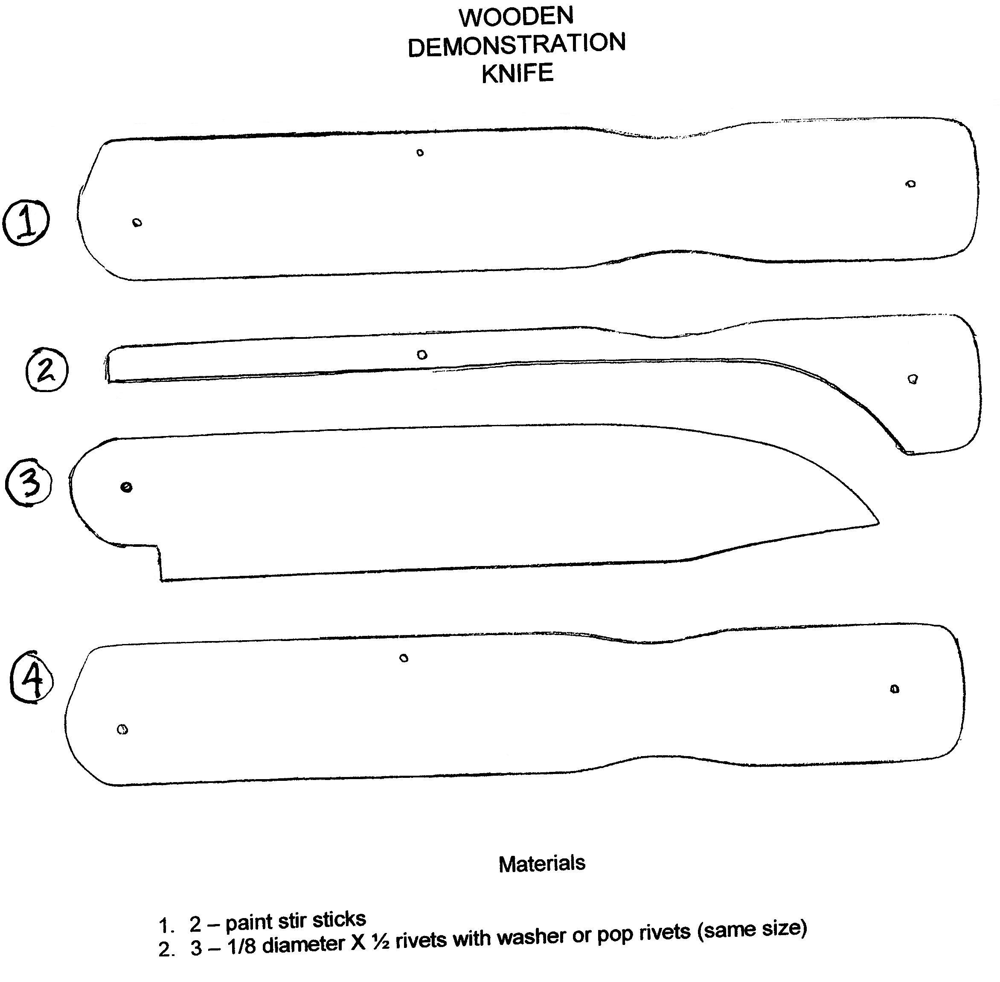 WOODEN
DEMONSTRATION
KNIFE
1
2
3
4
Materials
1. 2 – paint stir sticks
2. 3 – 1/8 diameter X ½ rivets with washer or pop rivets (same size)